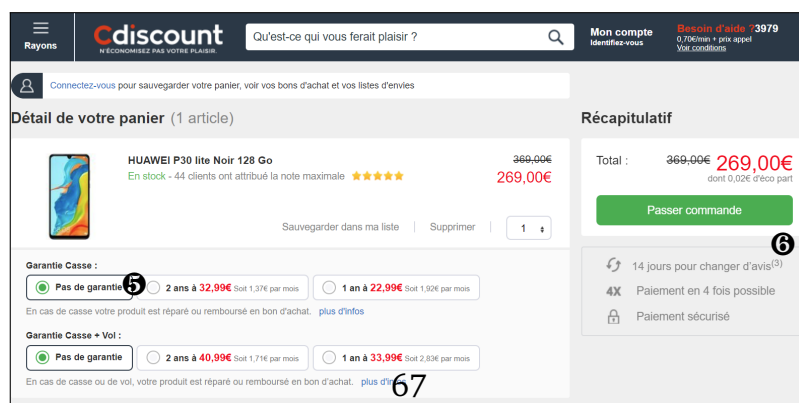 Rayons
Cdiscount
N'ÉCONOMISEZ PAS VOTRE PLAISIR.
Qu'est-ce qui vous ferait plaisir ?
Mon compte
Identifiez-vous
Besoin d'aide ?3979
0,70€/min + prix appel
Voir conditions
Connectez-vous pour sauvegarder votre panier, voir vos bons d'achat et vos listes d'envies
Détail de votre panier (1 article)
HUAWEI P30 lite Noir 128 Go
369,00€
En stock - 44 clients ont attribué la note maximale
269,00€
Sauvegarder dans ma liste | Supprimer | 1
Récapitulatif
Total : 369,00€ 269,00€
dont 0,02€ d'éco part
Passer commande
6
14 jours pour changer d'avis(3)
4X Paiement en 4 fois possible
Paiement sécurisé
Garantie Casse :
Pas de garantie 5 2 ans à 32,99€ Soit 1,37€ par mois 1 an à 22,99€ Soit 1,92€ par mois
En cas de casse votre produit est réparé ou remboursé en bon d'achat. plus d'infos
Garantie Casse + Vol :
Pas de garantie 2 ans à 40,99€ Soit 1,71€ par mois 1 an à 33,99€ Soit 2,83€ par mois
En cas de casse ou de vol, votre produit est réparé ou remboursé en bon d'achat. plus d'infos
67